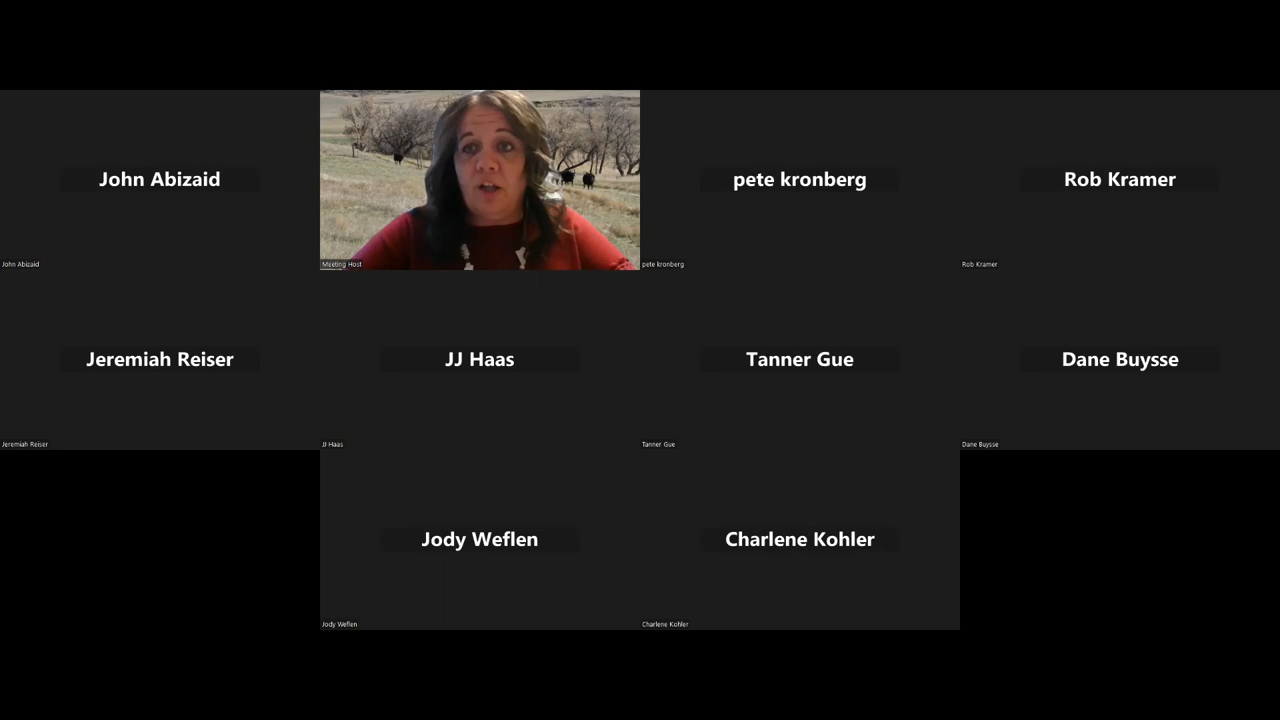 John Abizaid
pete kronberg
Rob Kramer
John Abizaid
Meeting Host
pete kronberg
Rob Kramer
Jeremiah Reiser
JJ Haas
Tanner Gue
Dane Buysse
Jeremiah Reiser
JJ Haas
Tanner Gue
Dane Buysse
Jody Weflen
Charlene Kohler
Jody Weflen
Charlene Kohler